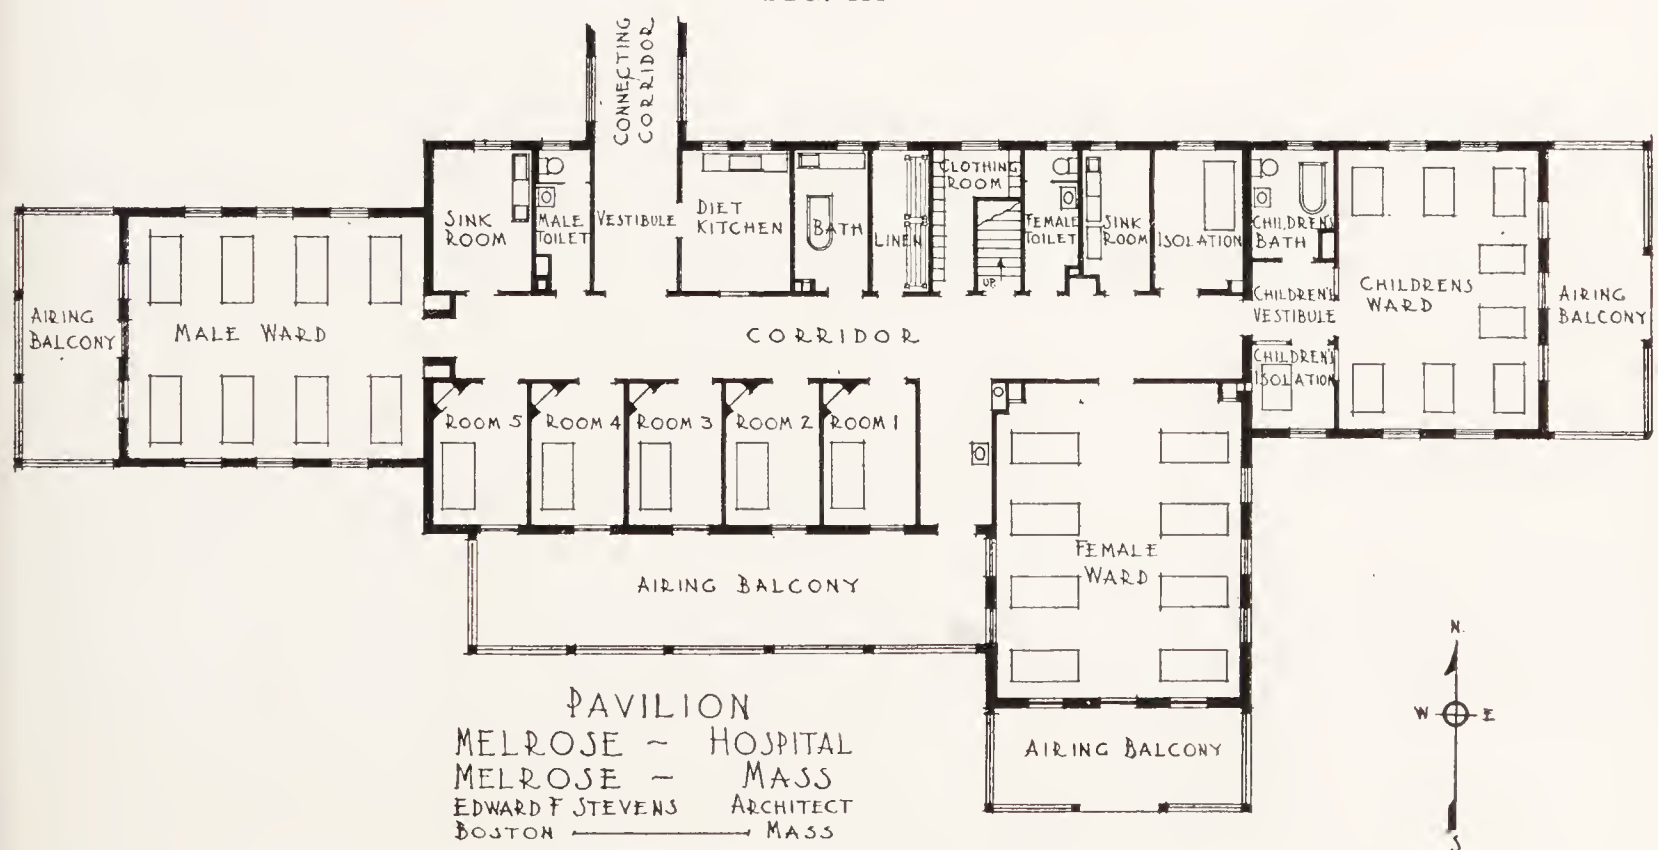 CONNECTING
CORRIDOR
SINK
ROOM
MALE
TOILET
VESTIBULE
DIET
KITCHEN
BATH
LINEN
CLOTHING
ROOM
UP
FEMALE
TOILET
SINK
ROOM
ISOLATION
CHILDREN'S
BATH
CHILDREN'S
VESTIBULE
CHILDREN'S
ISOLATION
CHILDRENS
WARD
AIRING
BALCONY
AIRING
BALCONY
MALE WARD
CORRIDOR
ROOM 5
ROOM 4
ROOM 3
ROOM 2
ROOM 1
FEMALE
WARD
AIRING BALCONY
AIRING BALCONY
PAVILION
MELROSE ~ HOSPITAL
MELROSE ~ MASS
EDWARD F STEVENS ARCHITECT
BOSTON MASS
N.
W E
S